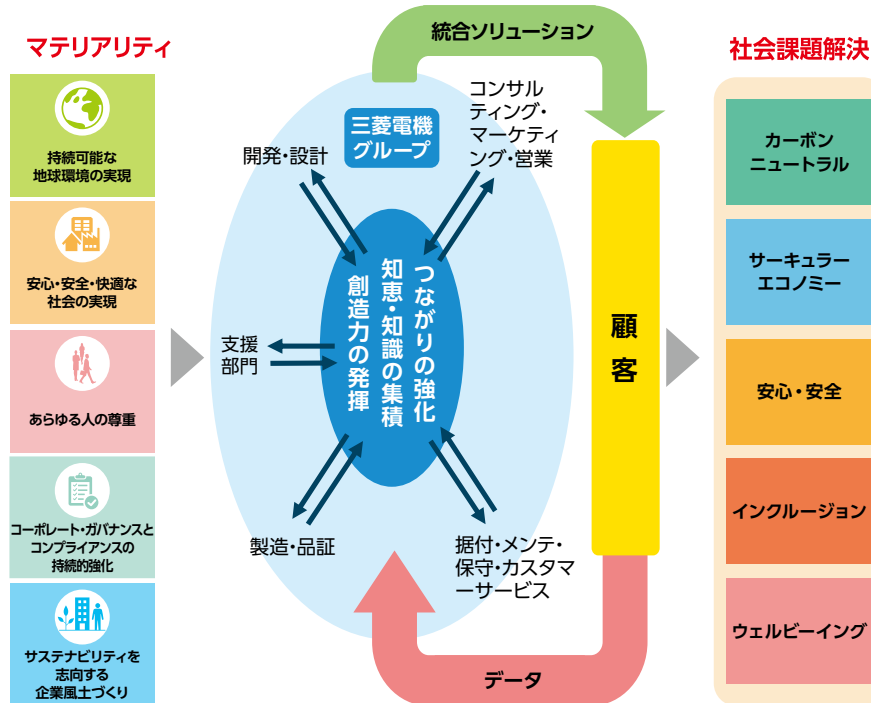 マテリアリティ
持続可能な
地球環境の実現
安心・安全・快適な
社会の実現
あらゆる人の尊重
コーポレート・ガバナンスと
コンプライアンスの
持続的強化
サステナビリティを
志向する
企業風土づくり
統合ソリューション
三菱電機
グループ
開発・設計
コンサル
ティング・
マーケティ
ング・営業
つながりの強化
知恵・知識の集積
創造力の発揮
支援
部門
製造・品証
据付・メンテ・
保守・カスタマ
ーサービス
顧客
データ
社会課題解決
カーボン
ニュートラル
サーキュラー
エコノミー
安心・安全
インクルージョン
ウェルビーイング